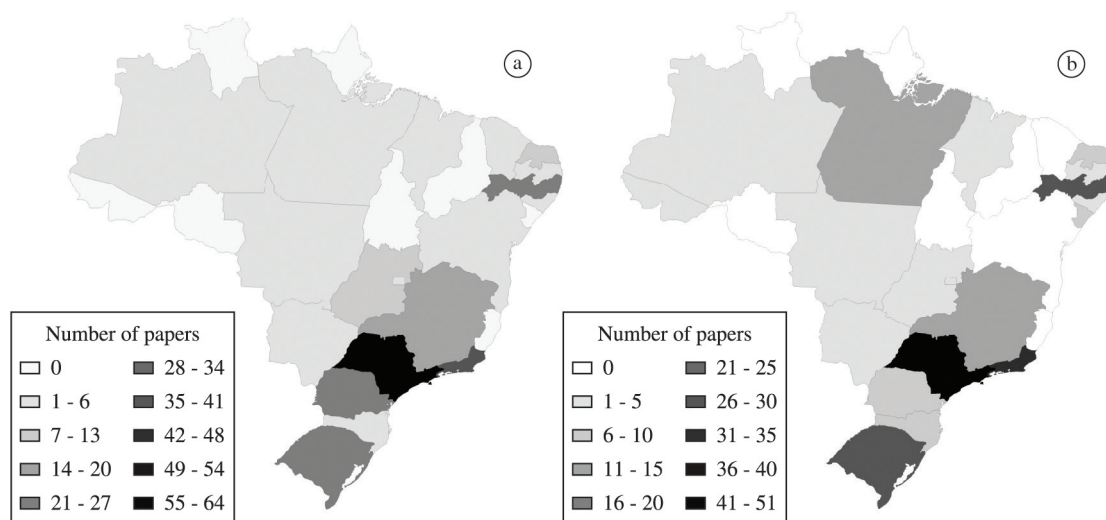 a
Number of papers
0 28 - 34
1 - 6 35 - 41
7 - 13 42 - 48
14 - 20 49 - 54
21 - 27 55 - 64
b
Number of papers
0 21 - 25
1 - 5 26 - 30
6 - 10 31 - 35
11 - 15 36 - 40
16 - 20 41 - 51